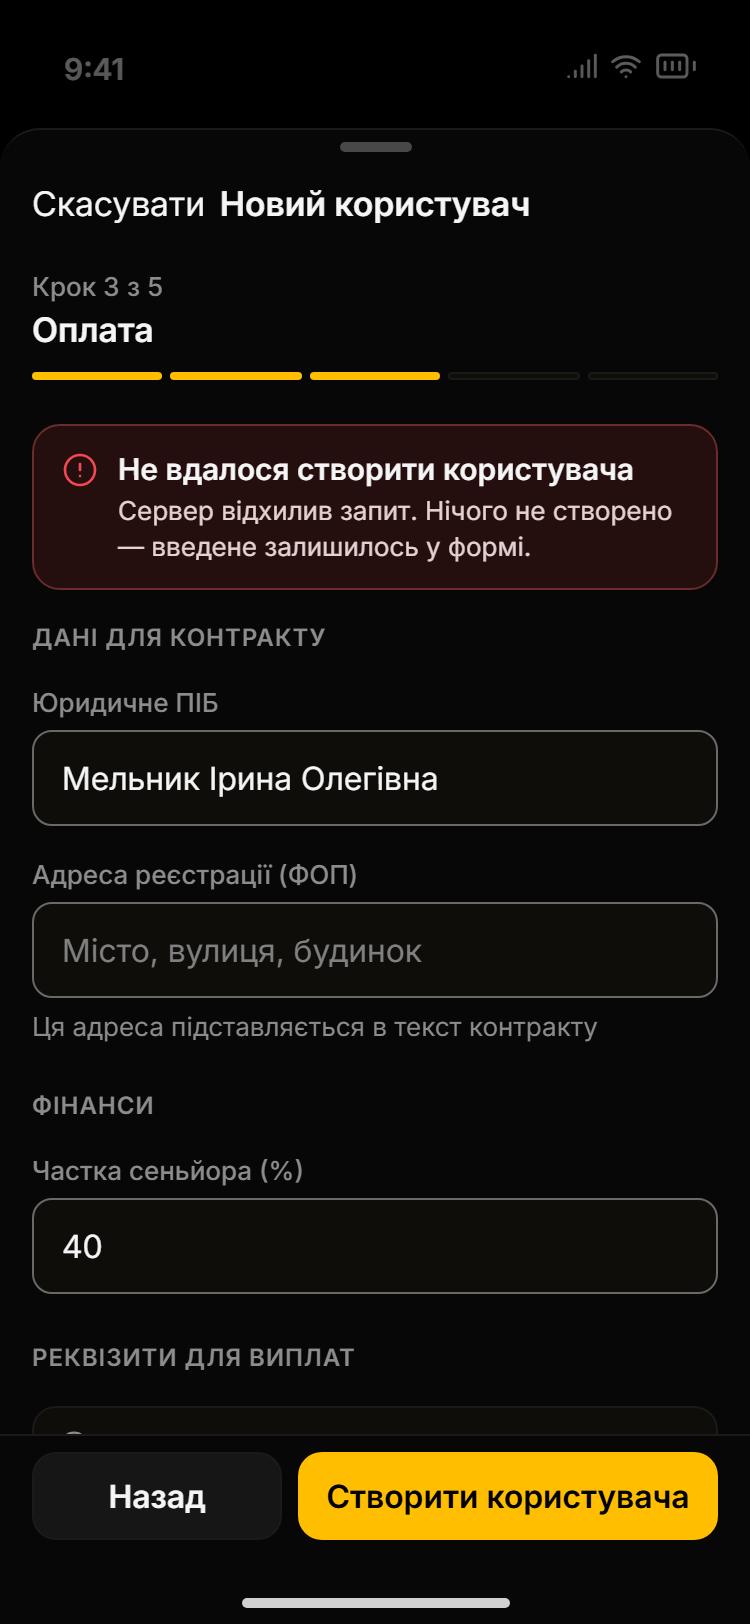 9:41
Скасувати Новий користувач
Крок 3 з 5
Оплата
Не вдалося створити користувача
Сервер відхилив запит. Нічого не створено
— введене залишилось у формі.
ДАНІ ДЛЯ КОНТРАКТУ
Юридичне ПІБ
Мельник Ірина Олегівна
Адреса реєстрації (ФОП)
Місто, вулиця, будинок
Ця адреса підставляється в текст контракту
ФІНАНСИ
Частка сеньйора (%)
40
РЕКВІЗИТИ ДЛЯ ВИПЛАТ
Назад
Створити користувача